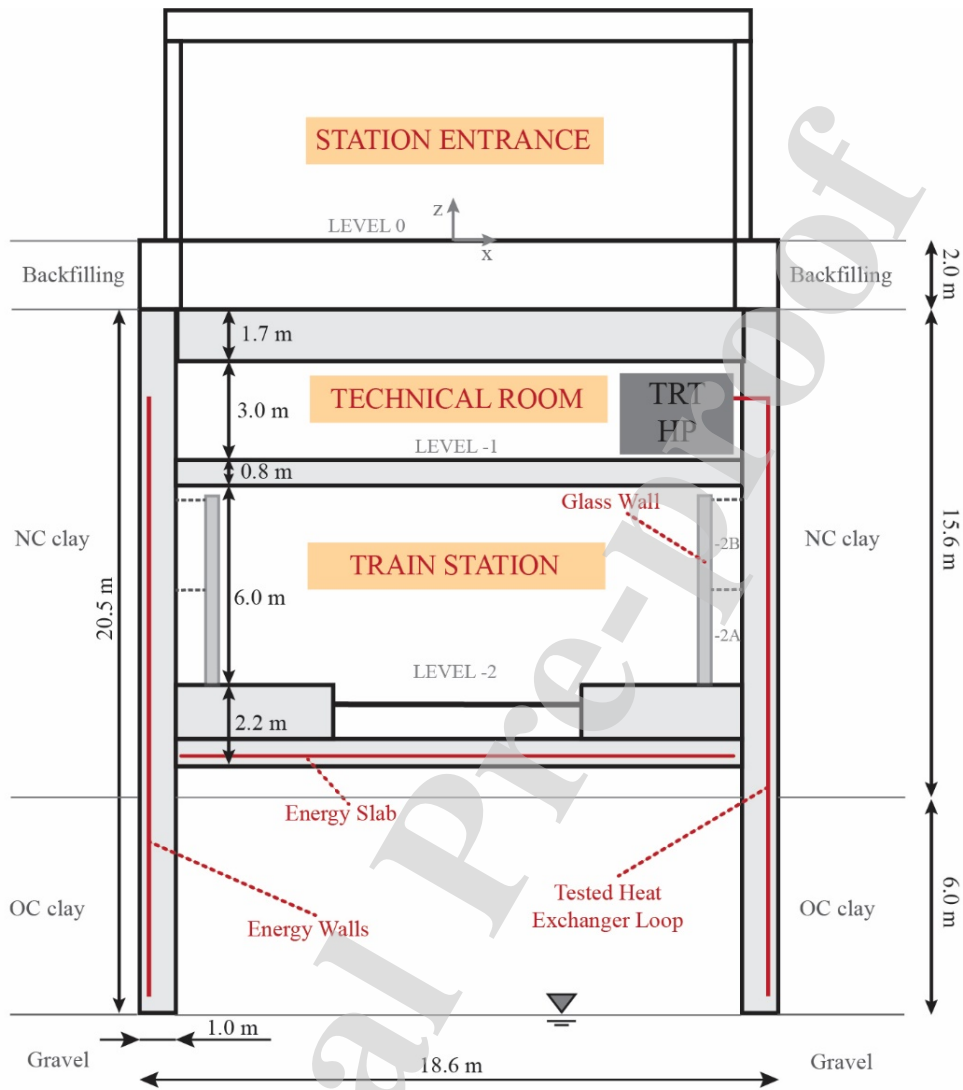 STATION ENTRANCE
z
LEVEL 0
x
Backfilling
Backfilling
2.0 m
1.7 m
3.0 m
TECHNICAL ROOM
TRT
HP
LEVEL -1
0.8 m
Glass Wall
NC clay
NC clay
15.6 m
-2B
TRAIN STATION
20.5 m
6.0 m
-2A
LEVEL -2
2.2 m
Energy Slab
OC clay
Energy Walls
Tested Heat
Exchanger Loop
OC clay
6.0 m
1.0 m
Gravel
18.6 m
Gravel
al Pre-proof